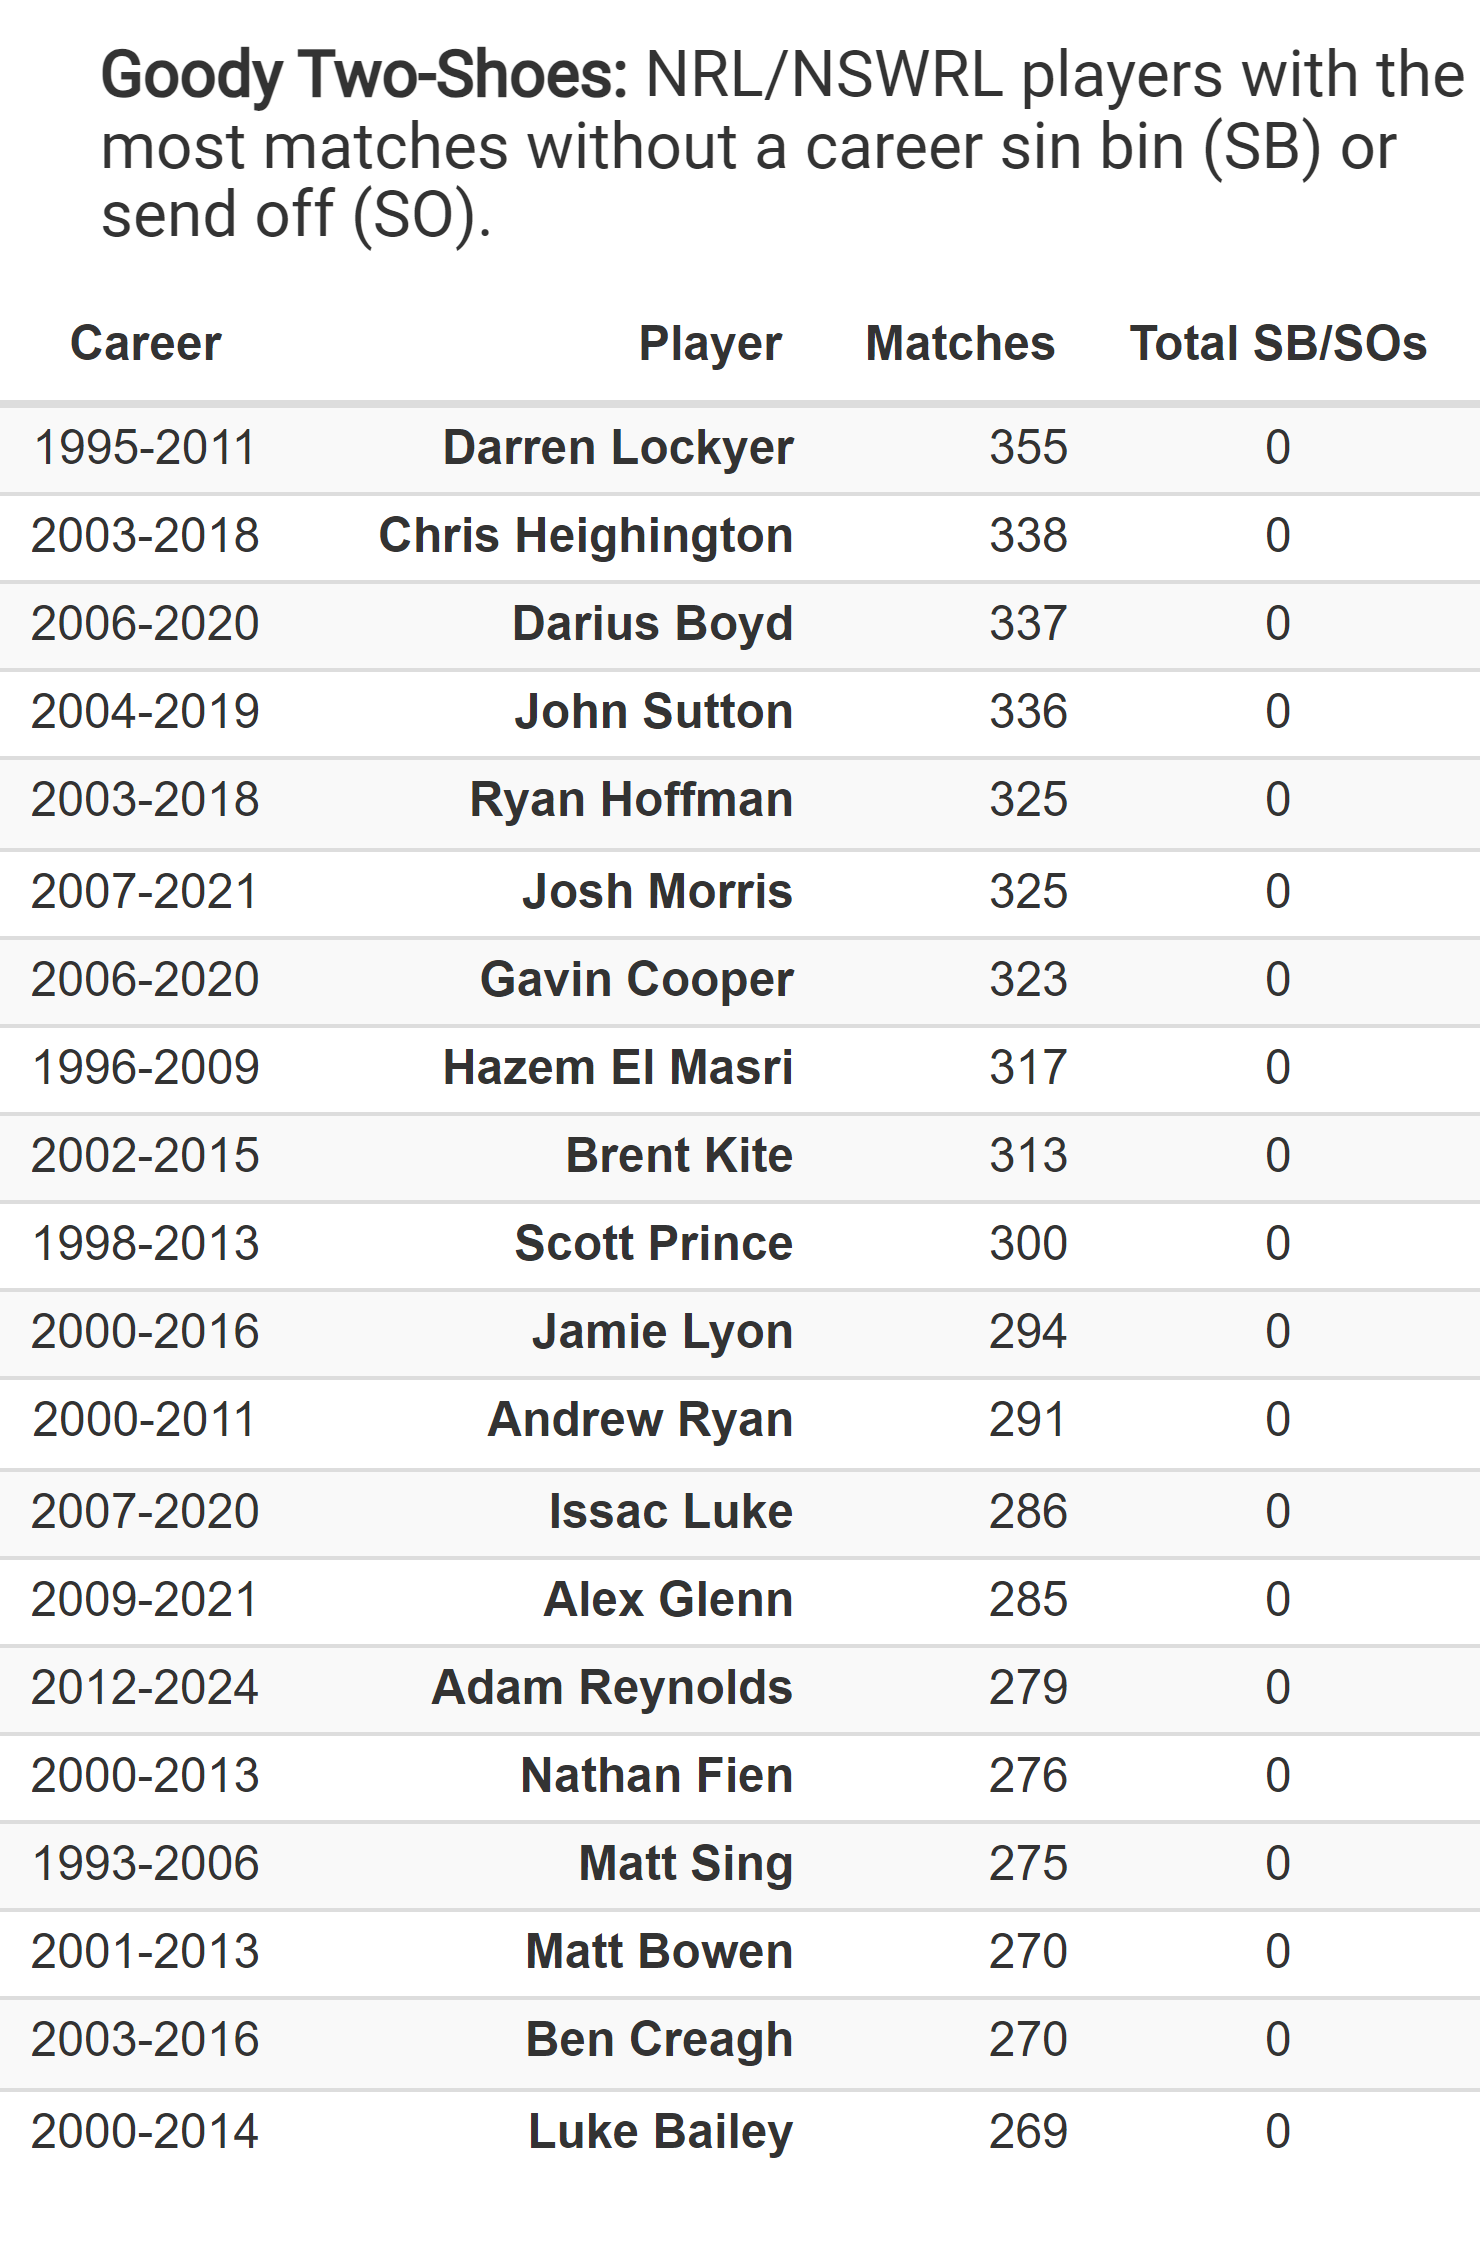 Goody Two-Shoes: NRL/NSWRL players with the
most matches without a career sin bin (SB) or
send off (SO).
Career Player Matches Total SB/SOs
1995-2011 Darren Lockyer 355 0
2003-2018 Chris Heighington 338 0
2006-2020 Darius Boyd 337 0
2004-2019 John Sutton 336 0
2003-2018 Ryan Hoffman 325 0
2007-2021 Josh Morris 325 0
2006-2020 Gavin Cooper 323 0
1996-2009 Hazem El Masri 317 0
2002-2015 Brent Kite 313 0
1998-2013 Scott Prince 300 0
2000-2016 Jamie Lyon 294 0
2000-2011 Andrew Ryan 291 0
2007-2020 Issac Luke 286 0
2009-2021 Alex Glenn 285 0
2012-2024 Adam Reynolds 279 0
2000-2013 Nathan Fien 276 0
1993-2006 Matt Sing 275 0
2001-2013 Matt Bowen 270 0
2003-2016 Ben Creagh 270 0
2000-2014 Luke Bailey 269 0